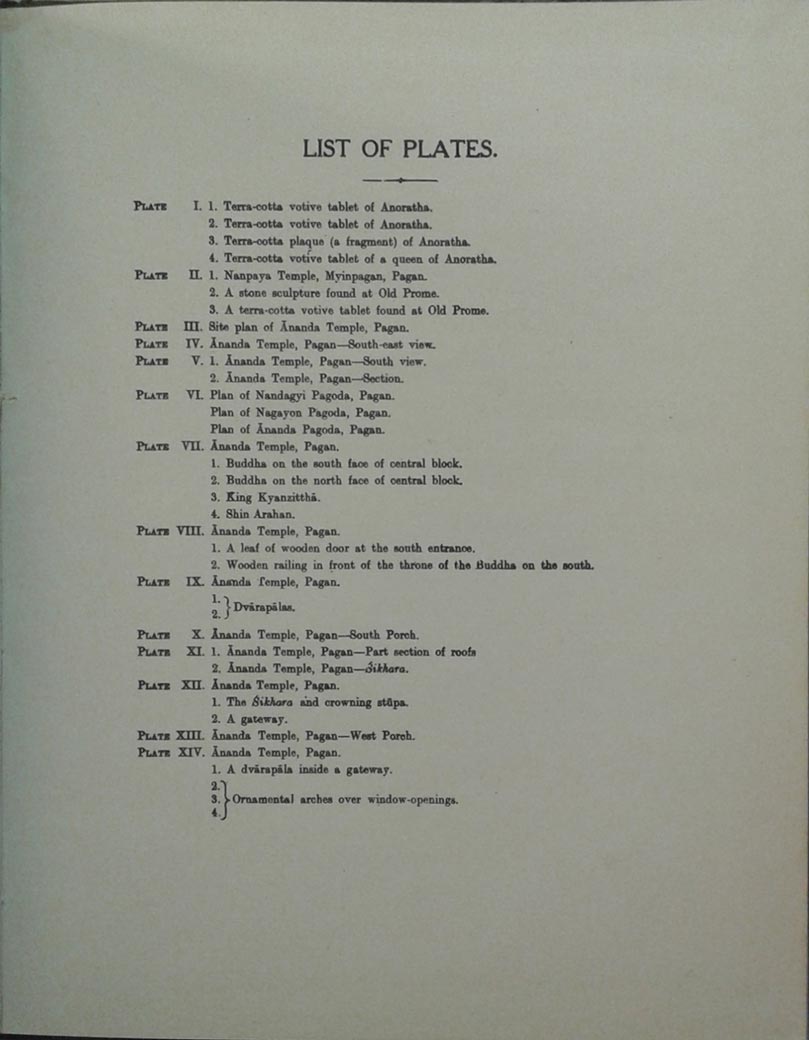 LIST OF PLATES.
PLATE I. 1. Terra-cotta votive tablet of Anoratha.
2. Terra-cotta votive tablet of Anoratha.
3. Terra-cotta plaque (a fragment) of Anoratha.
4. Terra-cotta votive tablet of a queen of Anoratha.
PLATE II. 1. Nanpaya Temple, Myinpagan, Pagan.
2. A stone sculpture found at Old Prome.
3. A terra-cotta votive tablet found at Old Prome.
PLATE III. Site plan of Ānanda Temple, Pagan.
PLATE IV. Ānanda Temple, Pagan—South-east view.
PLATE V. 1. Ānanda Temple, Pagan—South view.
2. Ānanda Temple, Pagan—Section.
PLATE VI. Plan of Nandagyi Pagoda, Pagan.
Plan of Nagayon Pagoda, Pagan.
Plan of Ānanda Pagoda, Pagan.
PLATE VII. Ānanda Temple, Pagan.
1. Buddha on the south face of central block.
2. Buddha on the north face of central block.
3. King Kyanzitthā.
4. Shin Arahan.
PLATE VIII. Ānanda Temple, Pagan.
1. A leaf of wooden door at the south entrance.
2. Wooden railing in front of the throne of the Buddha on the south.
PLATE IX. Ānanda Temple, Pagan.
1.
2. } Dvārapālas.
PLATE X. Ānanda Temple, Pagan—South Porch.
PLATE XI. 1. Ānanda Temple, Pagan—Part section of roofs
2. Ānanda Temple, Pagan—Śikhara.
PLATE XII. Ānanda Temple, Pagan.
1. The Śikhara and crowning stūpa.
2. A gateway.
PLATE XIII. Ānanda Temple, Pagan—West Porch.
PLATE XIV. Ānanda Temple, Pagan.
1. A dvārapāla inside a gateway.
2.
3. } Ornamental arches over window-openings.
4.